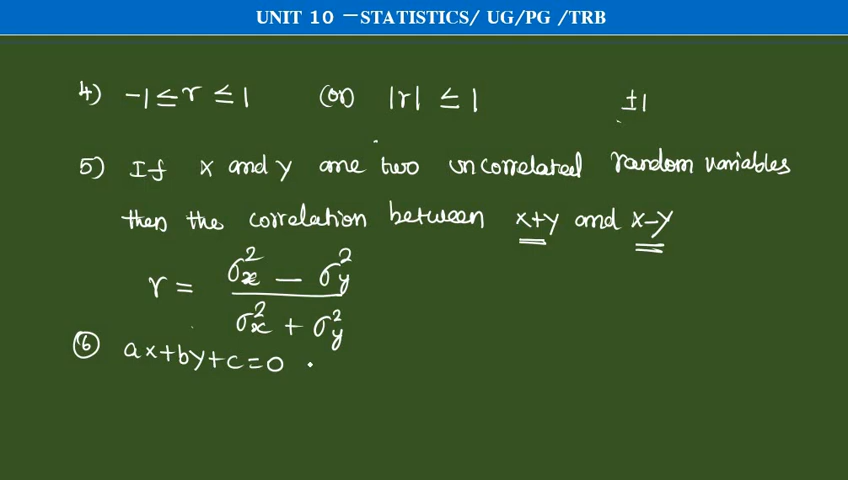 UNIT 10 —STATISTICS/ UG/PG /TRB
4) -1 ≤ r ≤ 1 (or) |r| ≤ 1 ±1
5) If x and y are two uncorrelated random variables
then the correlation between x+y and x-y
r = (σx² - σy²) / (σx² + σy²)
⑥ ax+by+c=0